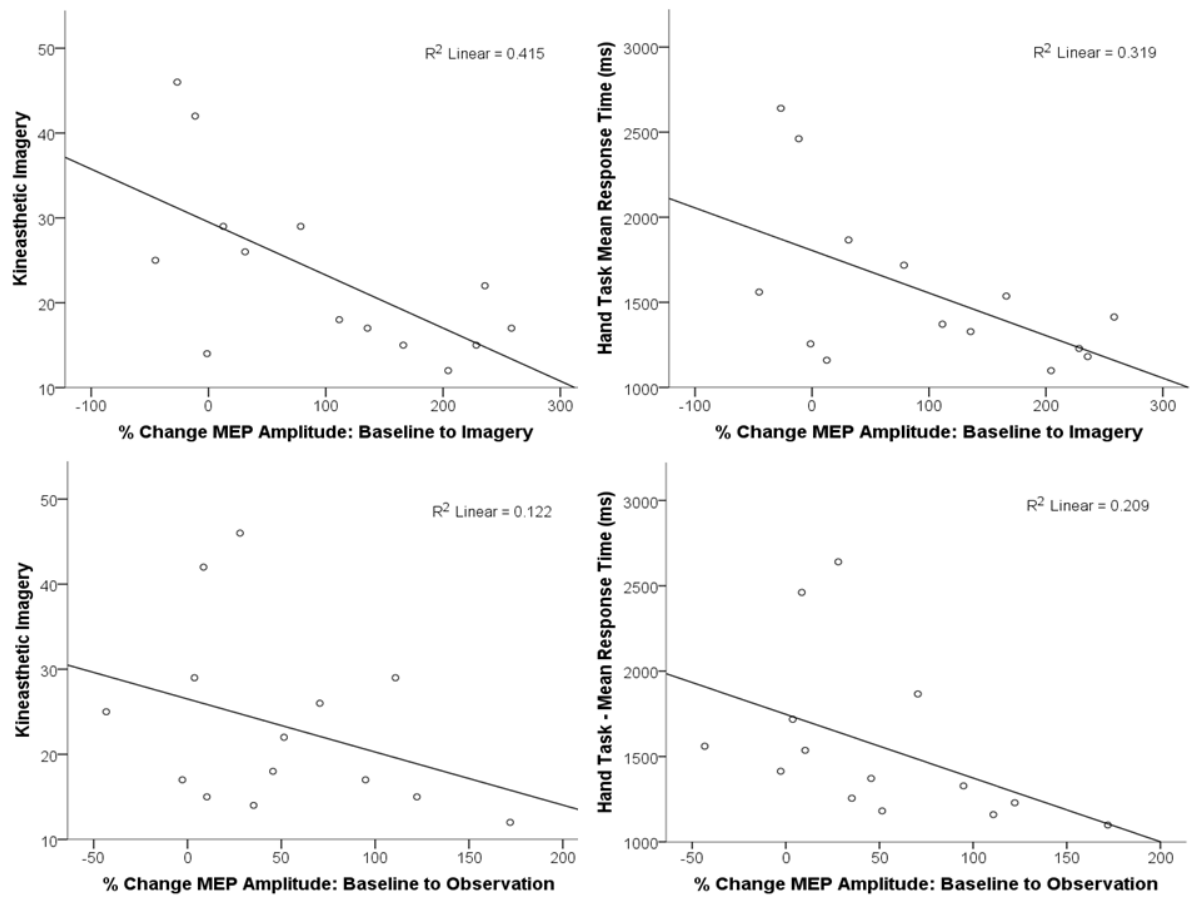 R2 Linear = 0.415
Kineasthetic Imagery
50
40
30
20
10
-100 0 100 200 300
% Change MEP Amplitude: Baseline to Imagery
R2 Linear = 0.319
Hand Task Mean Response Time (ms)
3000
2500
2000
1500
1000
-100 0 100 200 300
% Change MEP Amplitude: Baseline to Imagery
R2 Linear = 0.122
Kineasthetic Imagery
50
40
30
20
10
-50 0 50 100 150 200
% Change MEP Amplitude: Baseline to Observation
R2 Linear = 0.209
Hand Task - Mean Response Time (ms)
3000
2500
2000
1500
1000
-50 0 50 100 150 200
% Change MEP Amplitude: Baseline to Observation